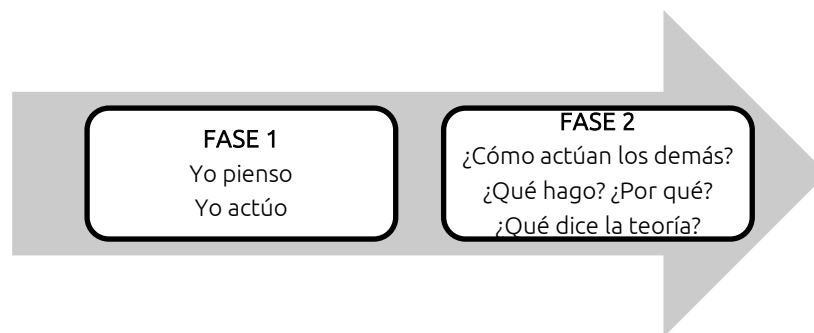 FASE 1
Yo pienso
Yo actúo
FASE 2
¿Cómo actúan los demás?
¿Qué hago? ¿Por qué?
¿Qué dice la teoría?